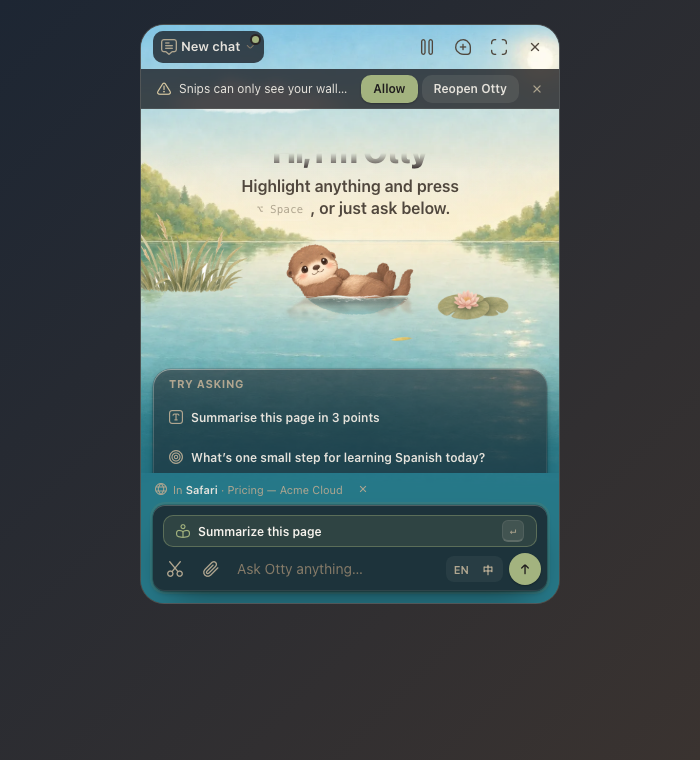 New chat
Snips can only see your wall... Allow Reopen Otty
Hi, I'm Otty
Highlight anything and press
⌥ Space , or just ask below.
TRY ASKING
Summarise this page in 3 points
What's one small step for learning Spanish today?
In Safari · Pricing — Acme Cloud
Summarize this page
Ask Otty anything... EN 中